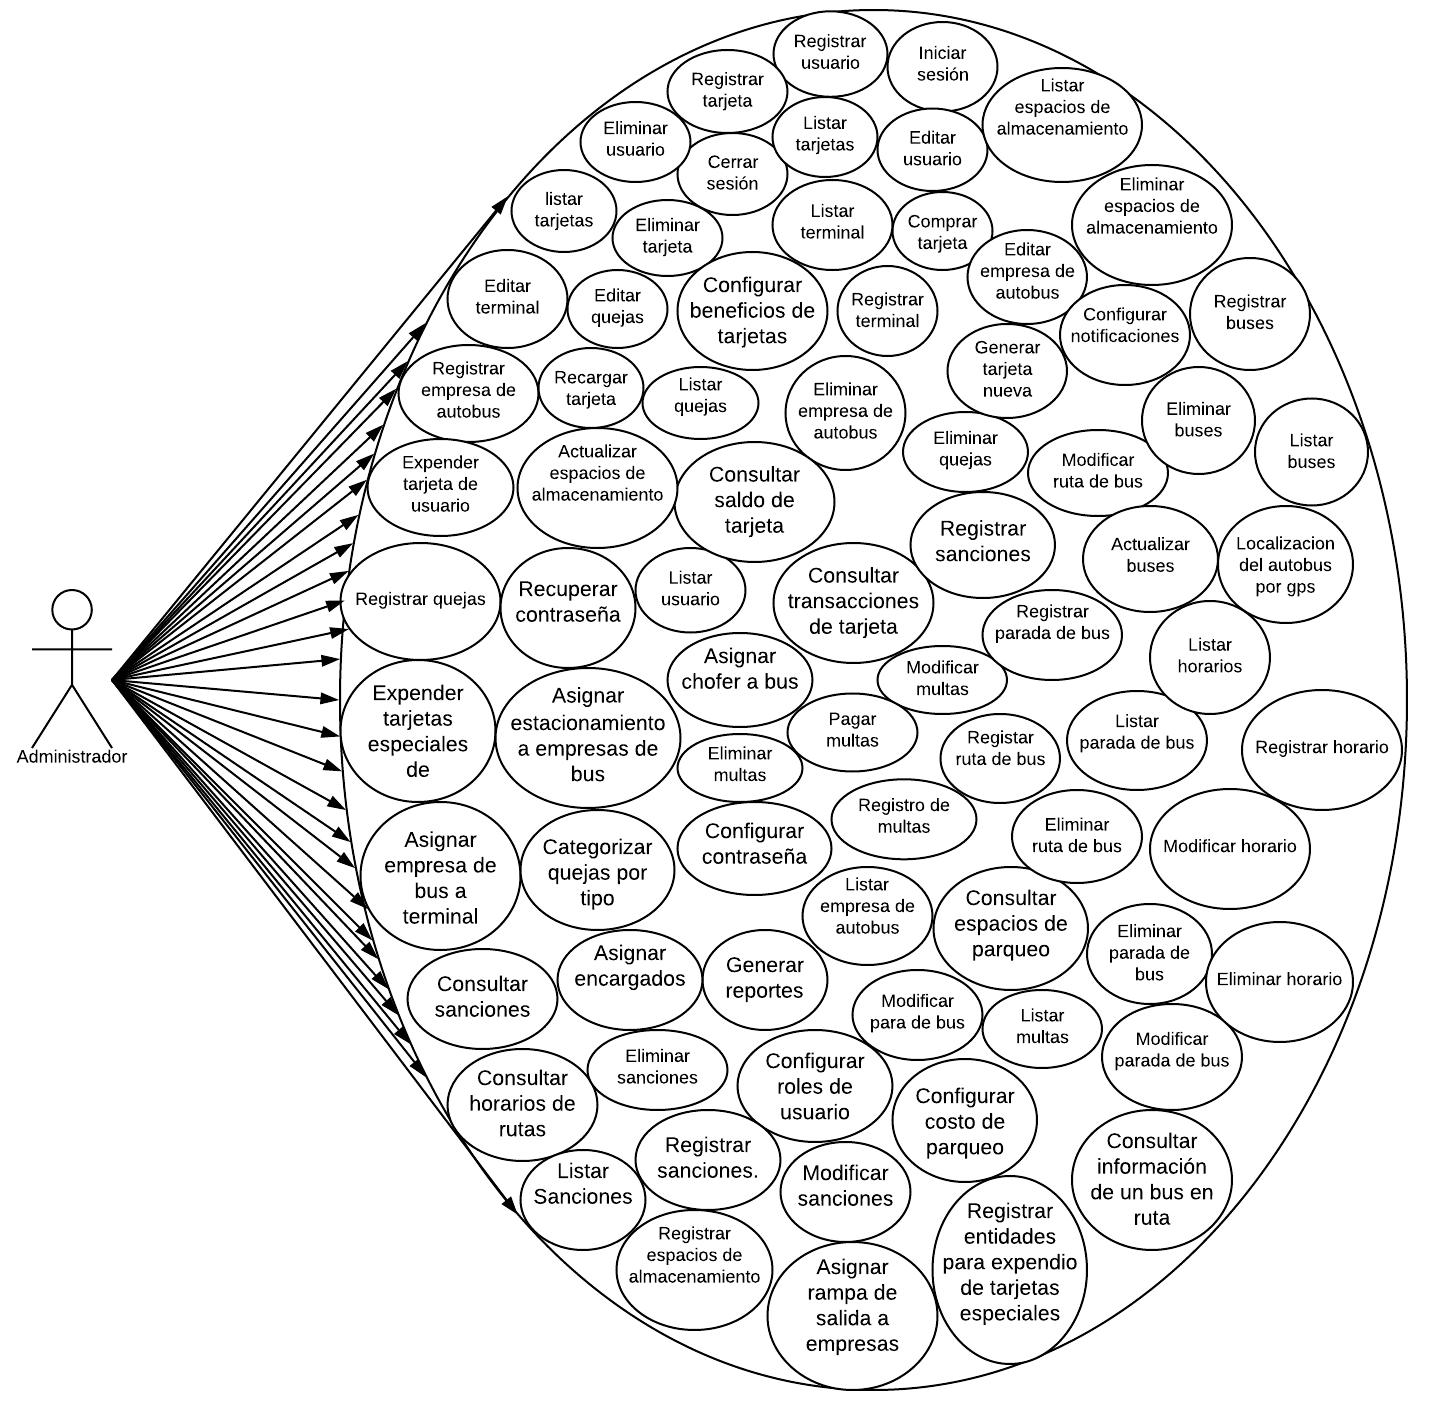 Registrar
usuario
Iniciar
sesión
Registrar
tarjeta
Listar
espacios de
almacenamiento
Eliminar
usuario
Listar
tarjetas
Editar
usuario
Cerrar
sesión
listar
tarjetas
Eliminar
tarjeta
Listar
terminal
Comprar
tarjeta
Eliminar
espacios de
almacenamiento
Editar
terminal
Editar
quejas
Configurar
beneficios de
tarjetas
Registrar
terminal
Editar
empresa de
autobus
Configurar
notificaciones
Registrar
buses
Registrar
empresa de
autobus
Recargar
tarjeta
Listar
quejas
Eliminar
empresa de
autobus
Generar
tarjeta
nueva
Eliminar
buses
Listar
buses
Expender
tarjeta de
usuario
Actualizar
espacios de
almacenamiento
Consultar
saldo de
tarjeta
Eliminar
quejas
Modificar
ruta de bus
Registrar
sanciones
Actualizar
buses
Localizacion
del autobus
por gps
Registrar quejas
Recuperar
contraseña
Listar
usuario
Consultar
transacciones
de tarjeta
Registrar
parada de bus
Listar
horarios
Administrador
Expender
tarjetas
especiales
de
Asignar
estacionamiento
a empresas de
bus
Asignar
chofer a bus
Modificar
multas
Pagar
multas
Eliminar
multas
Registar
ruta de bus
Listar
parada de bus
Registrar horario
Asignar
empresa de
bus a
terminal
Categorizar
quejas por
tipo
Configurar
contraseña
Registro de
multas
Eliminar
ruta de bus
Modificar horario
Listar
empresa de
autobus
Consultar
espacios de
parqueo
Eliminar
parada de
bus
Eliminar horario
Consultar
sanciones
Asignar
encargados
Generar
reportes
Modificar
para de bus
Listar
multas
Modificar
parada de bus
Consultar
horarios de
rutas
Eliminar
sanciones
Configurar
roles de
usuario
Configurar
costo de
parqueo
Listar
Sanciones
Registrar
sanciones.
Modificar
sanciones
Consultar
información
de un bus en
ruta
Registrar
espacios de
almacenamiento
Asignar
rampa de
salida a
empresas
Registrar
entidades
para expendio
de tarjetas
especiales